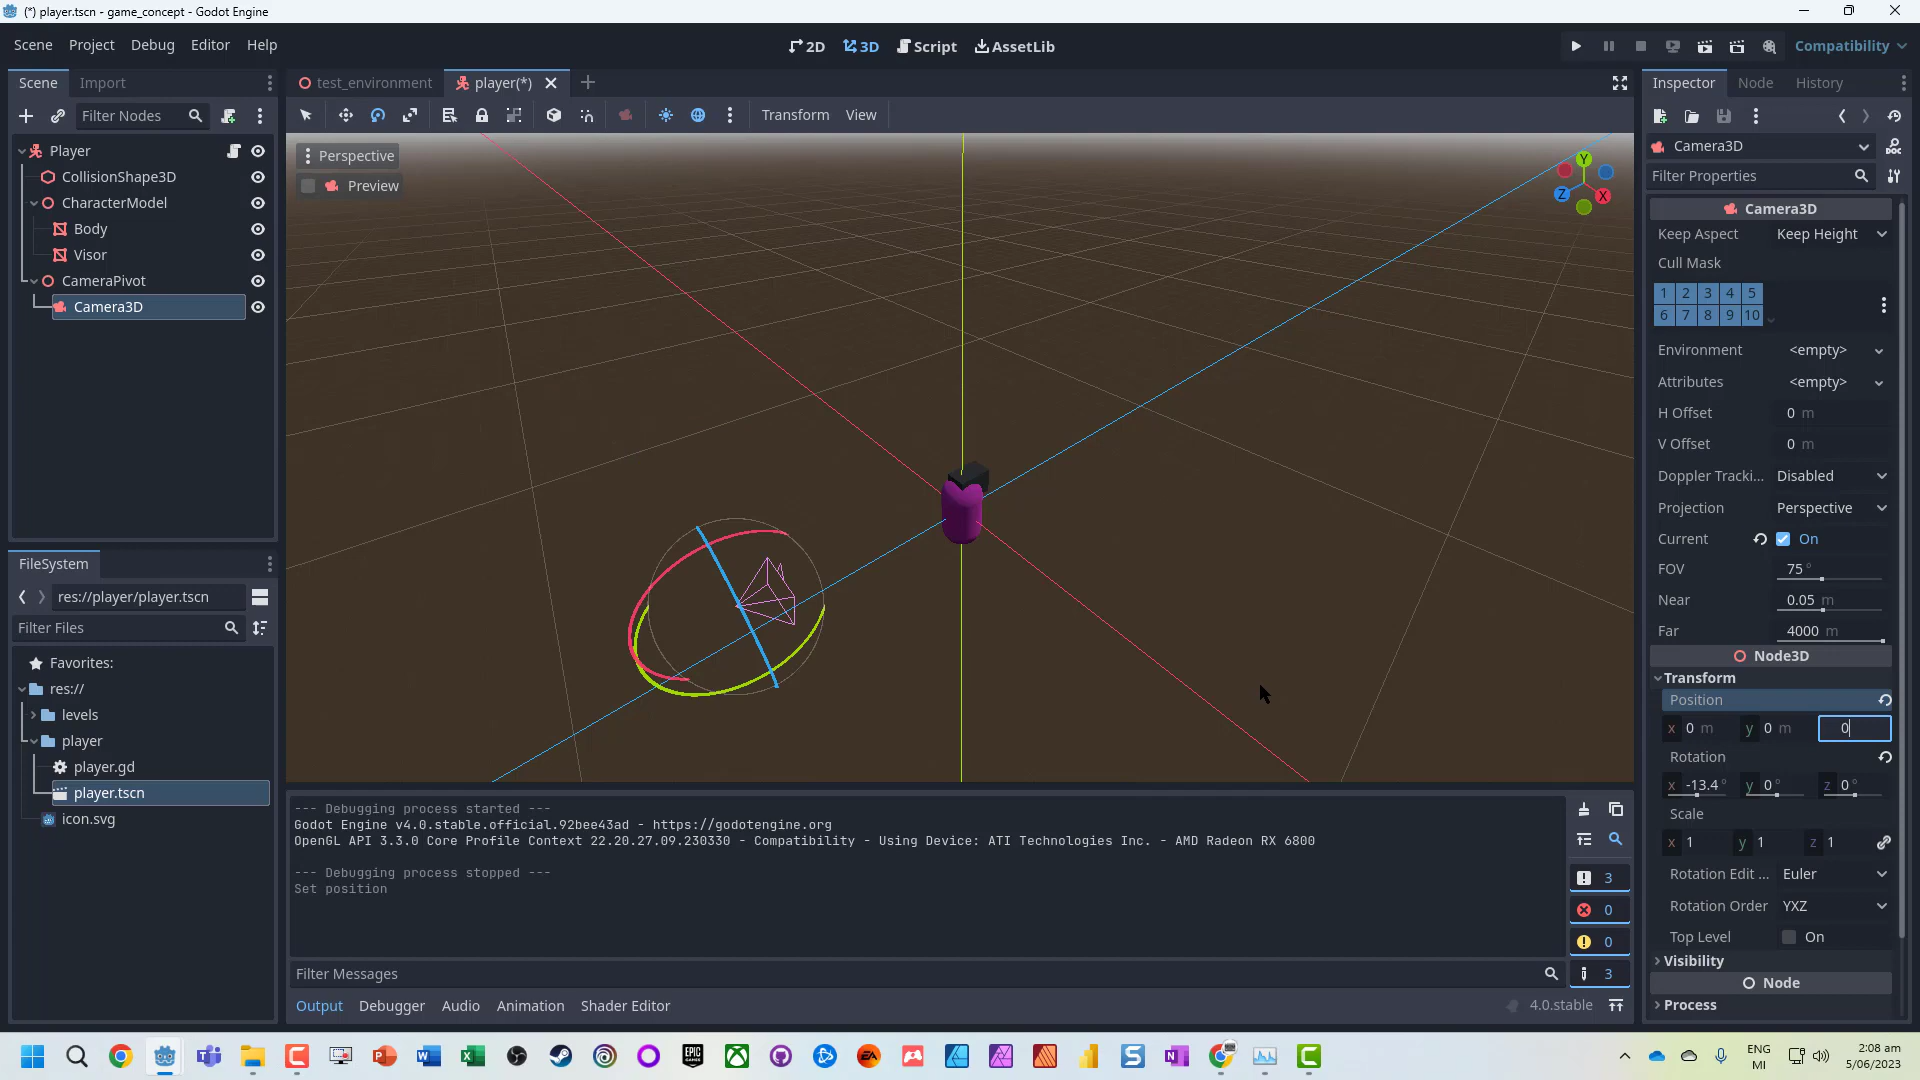 (*) player.tscn - game_concept - Godot Engine
Scene Project Debug Editor Help
2D 3D Script AssetLib
Compatibility
Scene Import
test_environment player(*)
Inspector Node History
Filter Nodes
Transform View
Player
CollisionShape3D
CharacterModel
Body
Visor
CameraPivot
Camera3D
Perspective
Preview
Y
Z
X
Camera3D
Filter Properties
Camera3D
Keep Aspect Keep Height
Cull Mask
1 2 3 4 5
6 7 8 9 10
Environment <empty>
Attributes <empty>
H Offset 0 m
V Offset 0 m
Doppler Tracki... Disabled
Projection Perspective
Current On
FOV 75 °
Near 0.05 m
Far 4000 m
Node3D
Transform
Position
x 0 m y 0 m 0
Rotation
x -13.4 ° y 0 ° z 0 °
Scale
x 1 y 1 z 1
Rotation Edit ... Euler
Rotation Order YXZ
Top Level On
Visibility
Node
Process
FileSystem
res://player/player.tscn
Filter Files
Favorites:
res://
levels
player
player.gd
player.tscn
icon.svg
--- Debugging process started ---
Godot Engine v4.0.stable.official.92bee43ad - https://godotengine.org
OpenGL API 3.3.0 Core Profile Context 22.20.27.09.230330 - Compatibility - Using Device: ATI Technologies Inc. - AMD Radeon RX 6800
--- Debugging process stopped ---
Set position
3
0
0
3
Filter Messages
Output Debugger Audio Animation Shader Editor
4.0.stable
ENG
MI
2:08 am
5/06/2023